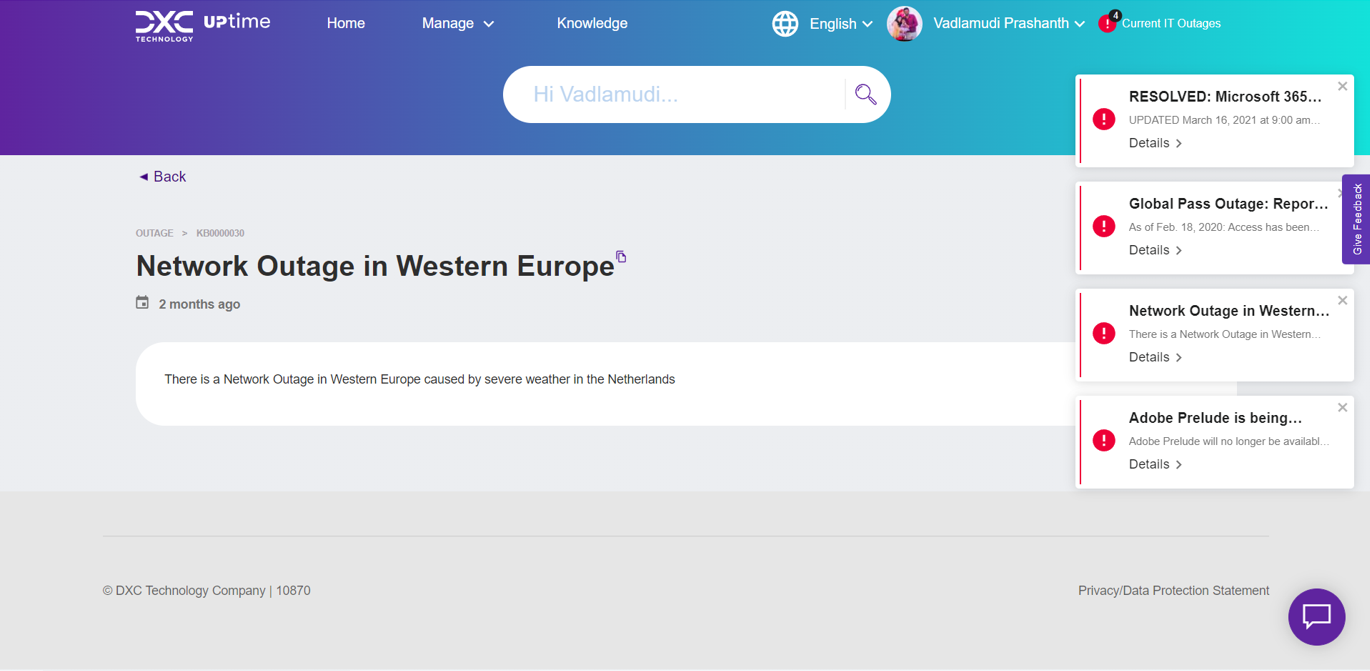 DXC TECHNOLOGY UPtime
Home
Manage
Knowledge
English
Vadlamudi Prashanth
4
Current IT Outages
Hi Vadlamudi...
RESOLVED: Microsoft 365...
UPDATED March 16, 2021 at 9:00 am...
Details >
Global Pass Outage: Repor...
As of Feb. 18, 2020: Access has been...
Details >
Give Feedback
Network Outage in Western...
There is a Network Outage in Western...
Details >
Adobe Prelude is being...
Adobe Prelude will no longer be availabl...
Details >
◄ Back
OUTAGE > KB0000030
Network Outage in Western Europe
2 months ago
There is a Network Outage in Western Europe caused by severe weather in the Netherlands
© DXC Technology Company | 10870
Privacy/Data Protection Statement